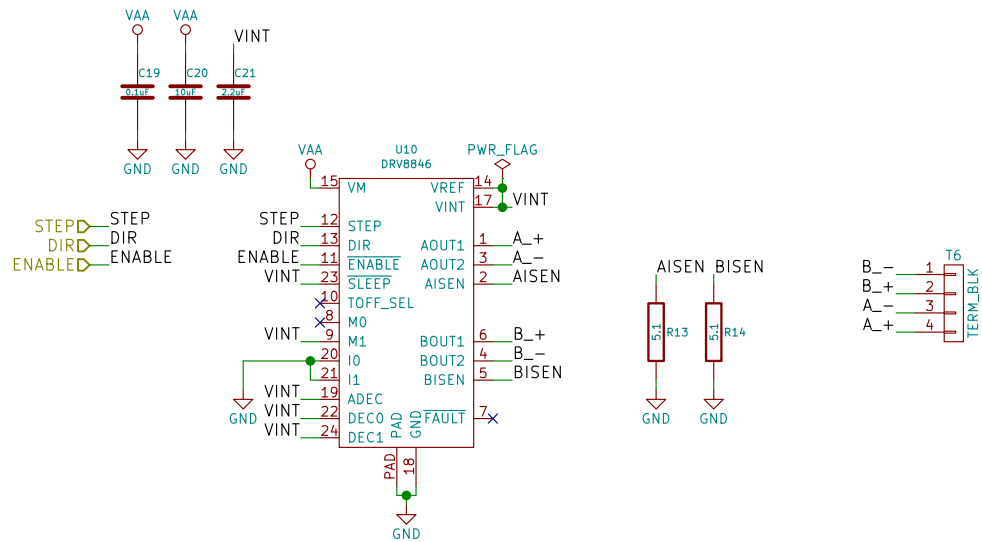 VAA VAA
VINT
C19 C20 C21
0.1uF 10uF 2.2uF
GND GND GND
STEP STEP
DIR DIR
ENABLE ENABLE
U10
DRV8846
VAA
PWR_FLAG
15 VM VREF 14
VINT 17 VINT
STEP 12 STEP
DIR 13 DIR AOUT1 1 A_+
ENABLE 11 ENABLE AOUT2 3 A_-
VINT 23 SLEEP AISEN 2 AISEN
10 TOFF_SEL
8 M0
VINT 9 M1 BOUT1 6 B_+
20 I0 BOUT2 4 B_-
21 I1 BISEN 5 BISEN
GND
VINT 19 ADEC
VINT 22 DEC0 FAULT 7
VINT 24 DEC1
PAD GND
PAD 18
GND
AISEN BISEN
5.1 R13 5.1 R14
GND GND
T6
B_- 1
B_+ 2
A_- 3
A_+ 4
TERM_BLK